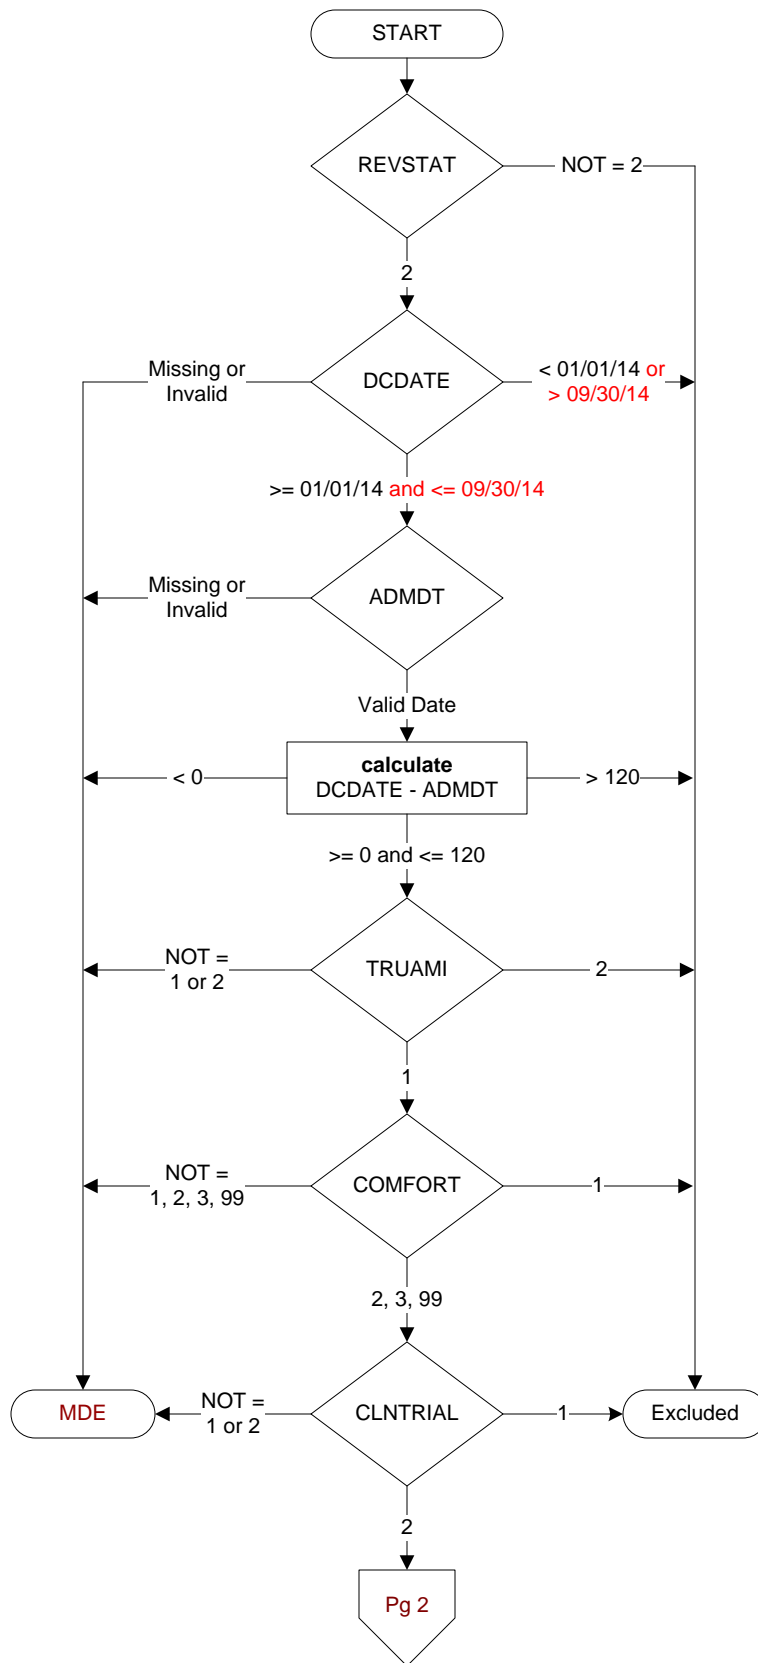 START
REVSTAT
NOT = 2
2
Missing or
Invalid
DCDATE
< 01/01/14 or
> 09/30/14
>= 01/01/14 and <= 09/30/14
Missing or
Invalid
ADMDT
Valid Date
< 0
calculate
DCDATE - ADMDT
> 120
>= 0 and <= 120
NOT =
1 or 2
TRUAMI
2
1
NOT =
1, 2, 3, 99
COMFORT
1
2, 3, 99
MDE
NOT =
1 or 2
CLNTRIAL
1
Excluded
2
Pg 2